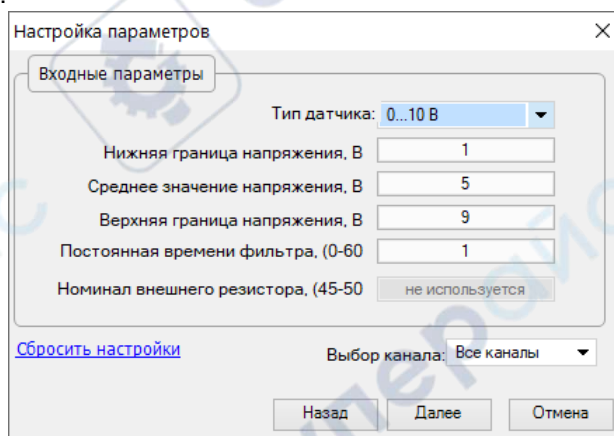 Настройка параметров
Входные параметры
Тип датчика: 0...10 В
Нижняя граница напряжения, В 1
Среднее значение напряжения, В 5
Верхняя граница напряжения, В 9
Постоянная времени фильтра, (0-60 1
Номинал внешнего резистора, (45-50 не используется
Сбросить настройки Выбор канала: Все каналы
Назад Далее Отмена